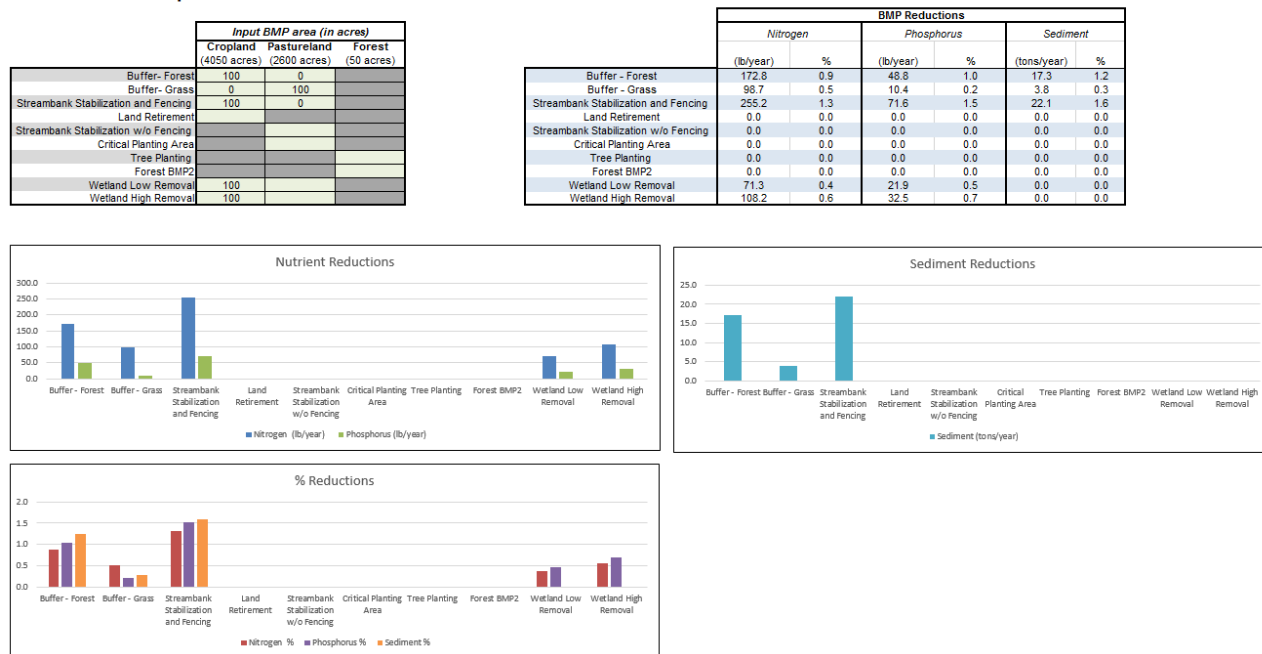 Input BMP area (in acres)
Cropland Pastureland Forest
(4050 acres) (2600 acres) (50 acres)
Buffer- Forest 100 0
Buffer- Grass 0 100
Streambank Stabilization and Fencing 100 0
Land Retirement
Streambank Stabilization w/o Fencing
Critical Planting Area
Tree Planting
Forest BMP2
Wetland Low Removal 100
Wetland High Removal 100
BMP Reductions
Nitrogen Phosphorus Sediment
(lb/year) % (lb/year) % (tons/year) %
Buffer - Forest 172.8 0.9 48.8 1.0 17.3 1.2
Buffer - Grass 98.7 0.5 10.4 0.2 3.8 0.3
Streambank Stabilization and Fencing 255.2 1.3 71.6 1.5 22.1 1.6
Land Retirement 0.0 0.0 0.0 0.0 0.0 0.0
Streambank Stabilization w/o Fencing 0.0 0.0 0.0 0.0 0.0 0.0
Critical Planting Area 0.0 0.0 0.0 0.0 0.0 0.0
Tree Planting 0.0 0.0 0.0 0.0 0.0 0.0
Forest BMP2 0.0 0.0 0.0 0.0 0.0 0.0
Wetland Low Removal 71.3 0.4 21.9 0.5 0.0 0.0
Wetland High Removal 108.2 0.6 32.5 0.7 0.0 0.0
Nutrient Reductions
300.0
250.0
200.0
150.0
100.0
50.0
0.0
Buffer - Forest Buffer - Grass Streambank Land Streambank Critical Planting Tree Planting Forest BMP2 Wetland Low Wetland High
Stabilization Retirement Stabilization Area Removal Removal
and Fencing w/o Fencing
Nitrogen (lb/year) Phosphorus (lb/year)
Sediment Reductions
25.0
20.0
15.0
10.0
5.0
0.0
Buffer - Forest Buffer - Grass Streambank Land Streambank Critical Tree Planting Forest BMP2 Wetland Low Wetland High
Stabilization Retirement Stabilization Planting Area Removal Removal
and Fencing w/o Fencing
Sediment (tons/year)
% Reductions
2.0
1.5
1.0
0.5
0.0
Buffer - Forest Buffer - Grass Streambank Land Streambank Critical Planting Tree Planting Forest BMP2 Wetland Low Wetland High
Stabilization Retirement Stabilization Area Removal Removal
and Fencing w/o Fencing
Nitrogen % Phosphorus % Sediment %